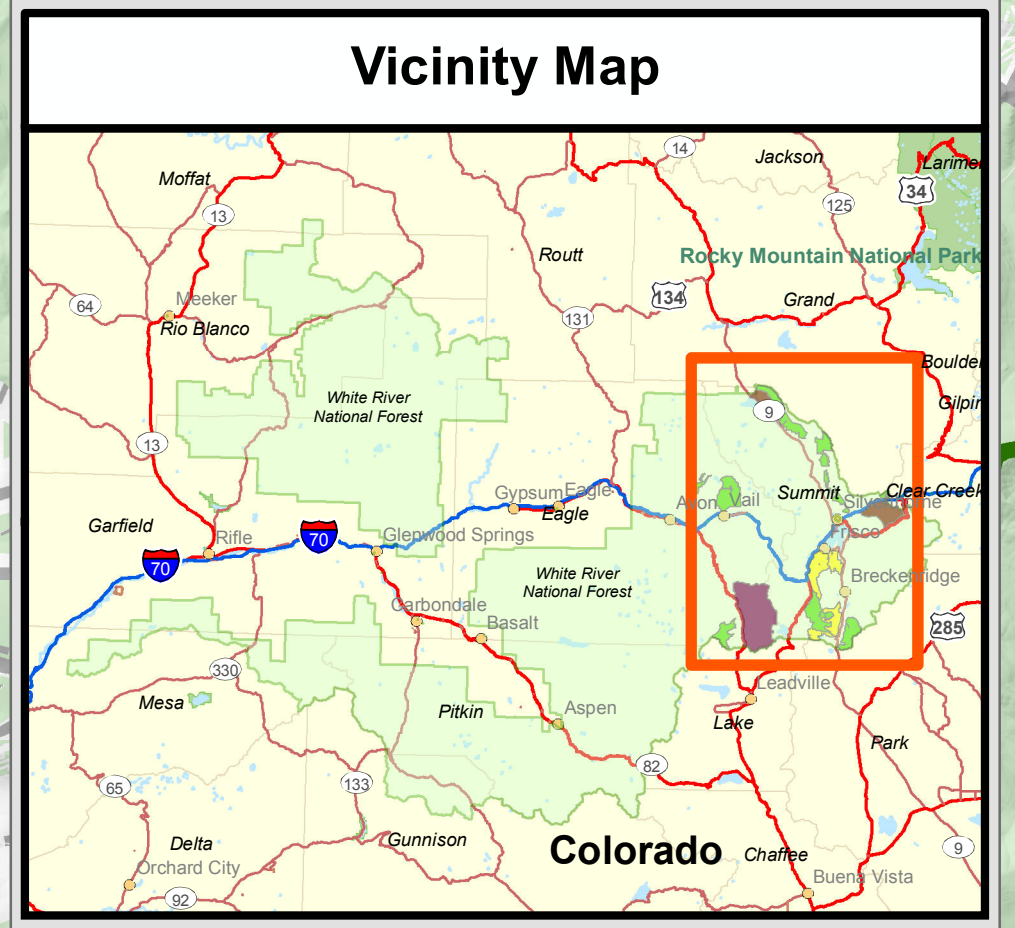 Vicinity Map
14
Jackson
Larime
Moffat
34
13
125
Routt
Rocky Mountain National Park
134
Meeker
64
Grand
131
Rio Blanco
Boulder
White River
National Forest
Gilpin
9
13
Gypsum
Eagle
Avon
Vail
Summit
Silverthorne
Clear Creek
Eagle
Garfield
Rifle
70
Glenwood Springs
Frisco
70
White River
National Forest
Breckenridge
Carbondale
Basalt
285
330
Leadville
Mesa
Pitkin
Aspen
Lake
Park
82
65
133
Delta
Gunnison
Colorado
Chaffee
9
Orchard City
Buena Vista
92